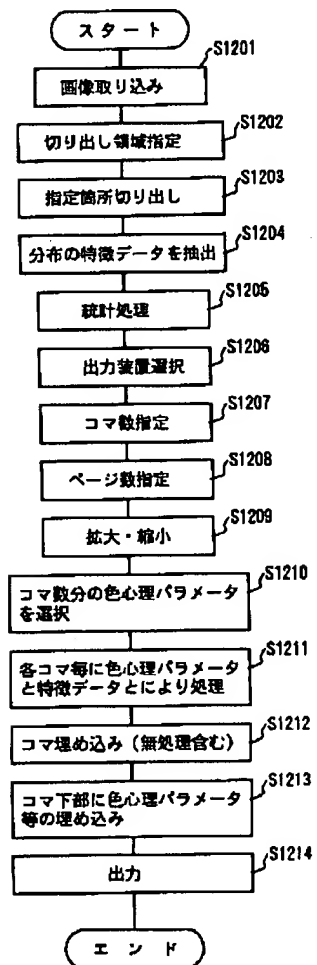 スタート
S1201
画像取り込み
S1202
切り出し領域指定
S1203
指定箇所切り出し
S1204
分布の特徴データを抽出
S1205
統計処理
S1206
出力装置選択
S1207
コマ数指定
S1208
ページ数指定
S1209
拡大・縮小
S1210
コマ数分の色心理パラメータ
を選択
S1211
各コマ毎に色心理パラメータ
と特徴データとにより処理
S1212
コマ埋め込み（無処理含む）
S1213
コマ下部に色心理パラメータ
等の埋め込み
S1214
出力
エンド